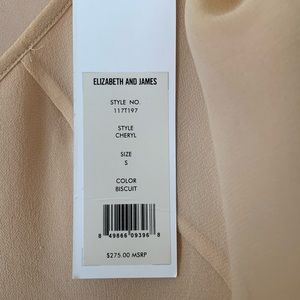 ELIZABETH AND JAMES
STYLE NO.
117T197
STYLE
CHERYL
SIZE
S
COLOR
BISCUIT
8 49866 09396 8
$275.00 MSRP